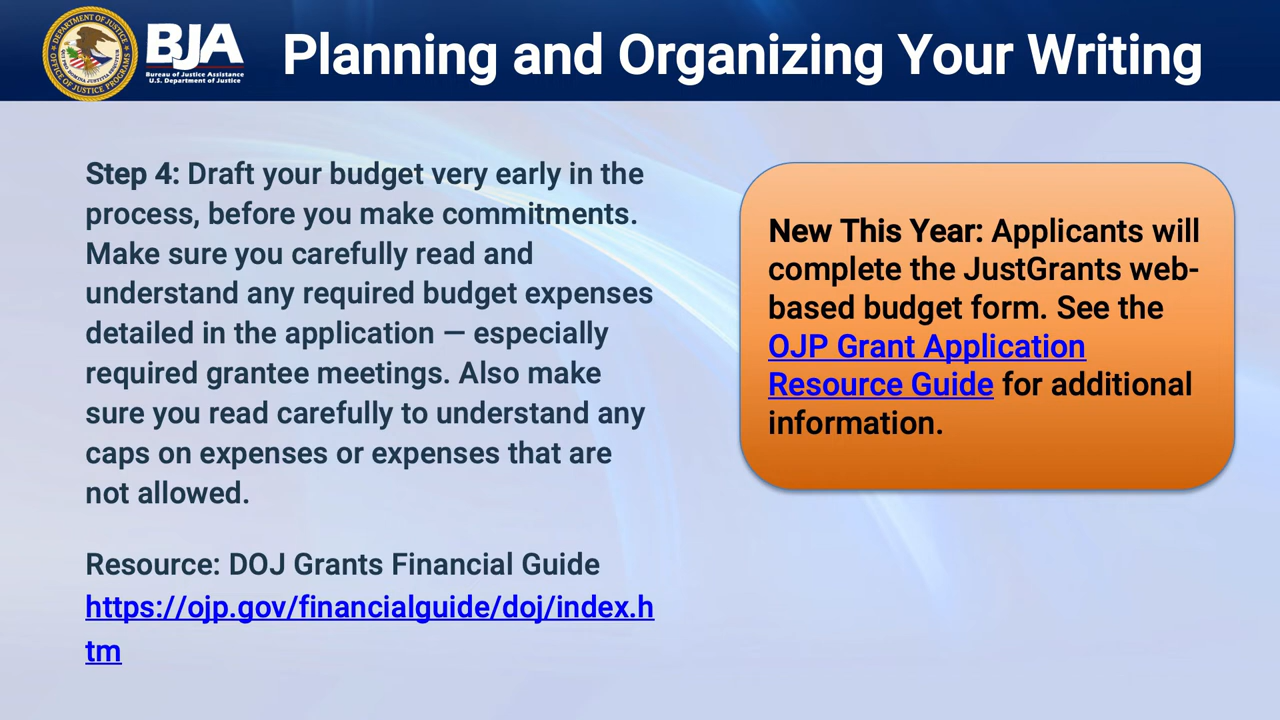 BJA
Bureau of Justice Assistance
U.S. Department of Justice
Planning and Organizing Your Writing
Step 4: Draft your budget very early in the
process, before you make commitments.
Make sure you carefully read and
understand any required budget expenses
detailed in the application — especially
required grantee meetings. Also make
sure you read carefully to understand any
caps on expenses or expenses that are
not allowed.
Resource: DOJ Grants Financial Guide
https://ojp.gov/financialguide/doj/index.h
tm
New This Year: Applicants will
complete the JustGrants web-
based budget form. See the
OJP Grant Application
Resource Guide for additional
information.